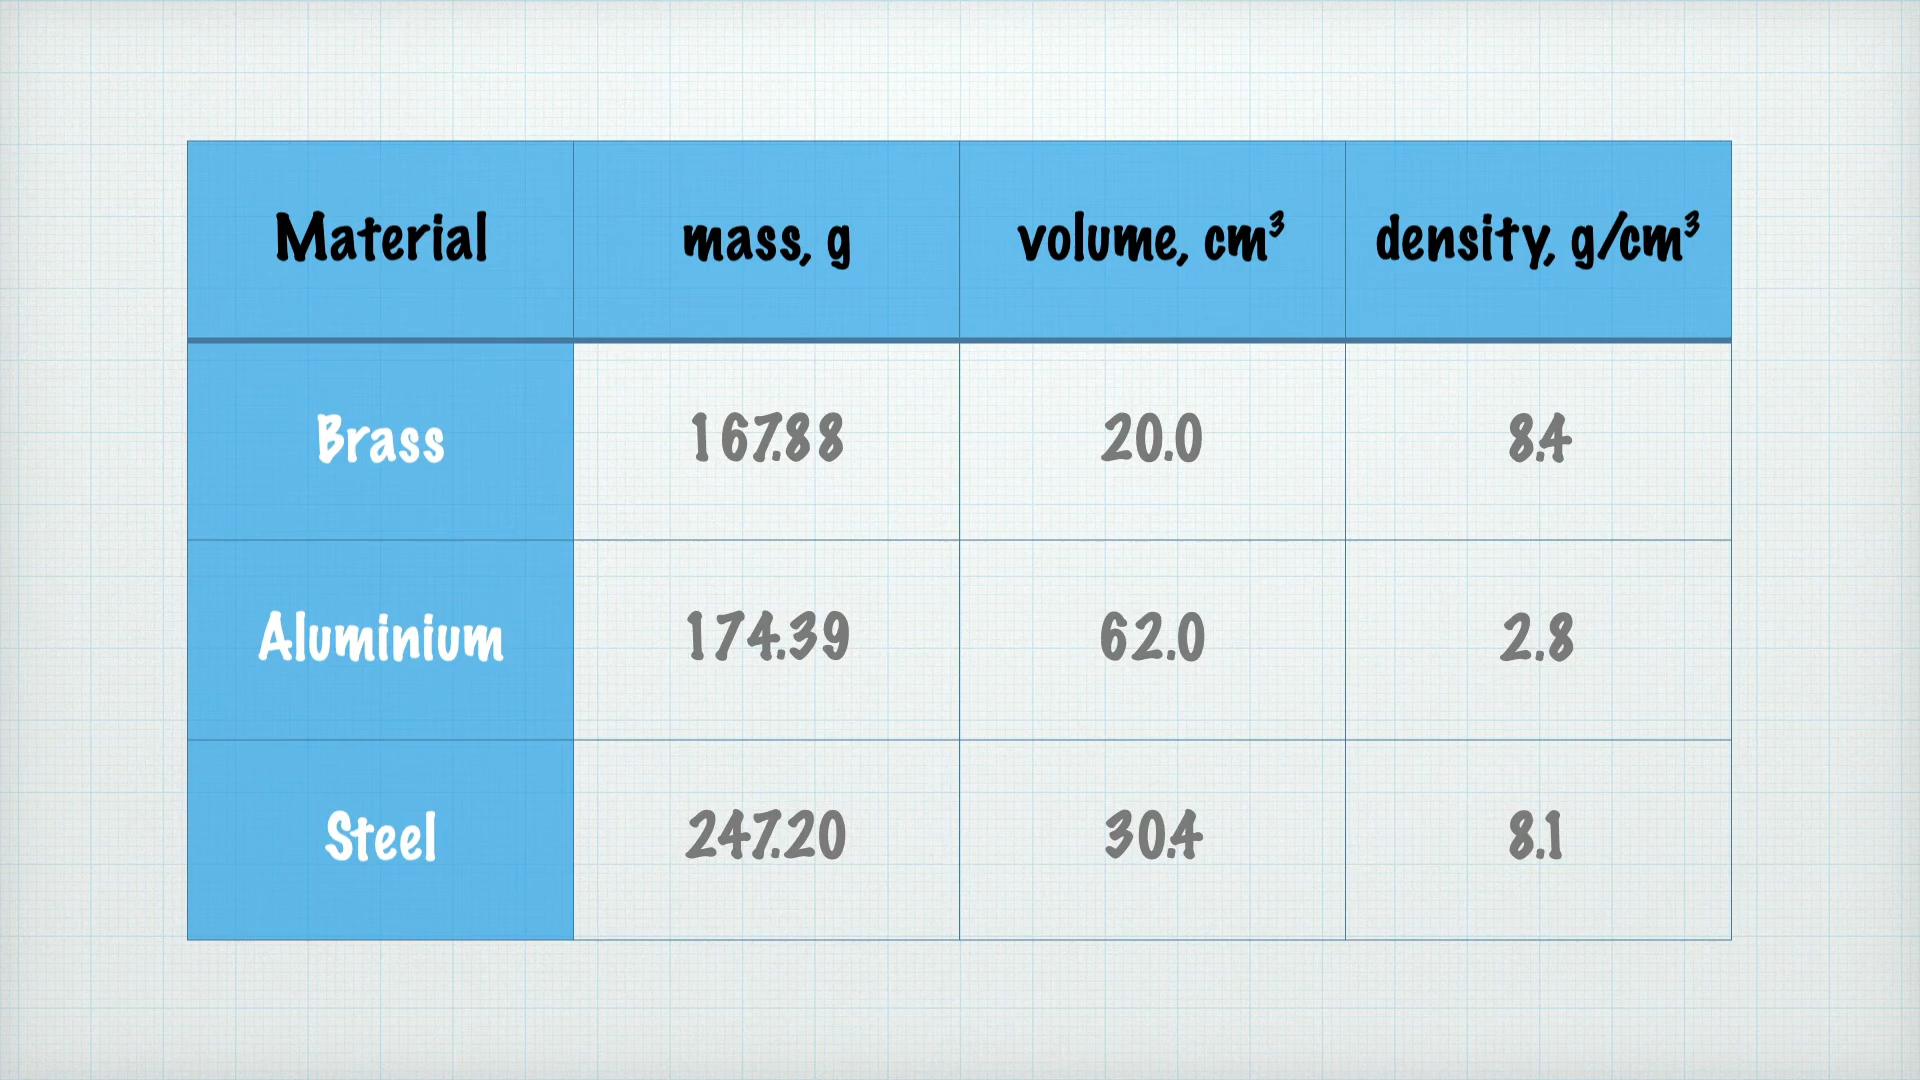 Material mass, g volume, cm³ density, g/cm³
Brass 167.88 20.0 8.4
Aluminium 174.39 62.0 2.8
Steel 247.20 30.4 8.1